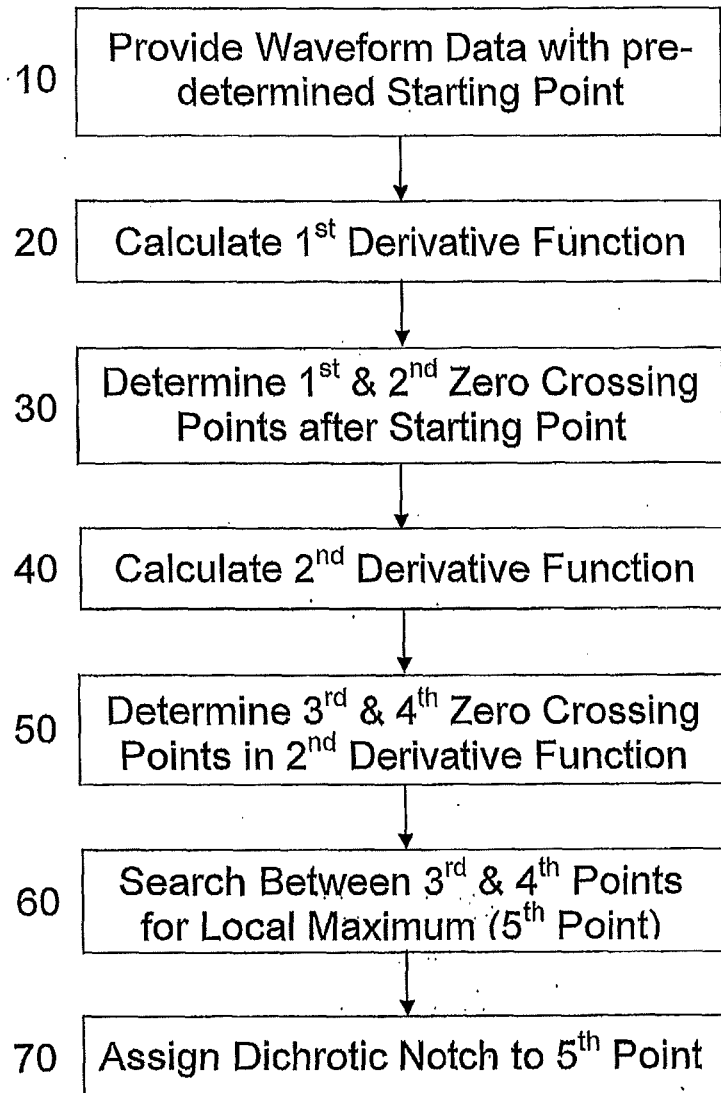 10
Provide Waveform Data with pre-
determined Starting Point
20
Calculate 1st Derivative Function
30
Determine 1st & 2nd Zero Crossing
Points after Starting Point
40
Calculate 2nd Derivative Function
50
Determine 3rd & 4th Zero Crossing
Points in 2nd Derivative Function
60
Search Between 3rd & 4th Points
for Local Maximum (5th Point)
70
Assign Dichrotic Notch to 5th Point